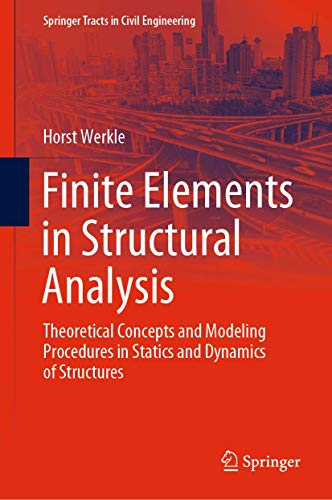 Springer Tracts in Civil Engineering
Horst Werkle
Finite Elements
in Structural
Analysis
Theoretical Concepts and Modeling
Procedures in Statics and Dynamics
of Structures
Springer